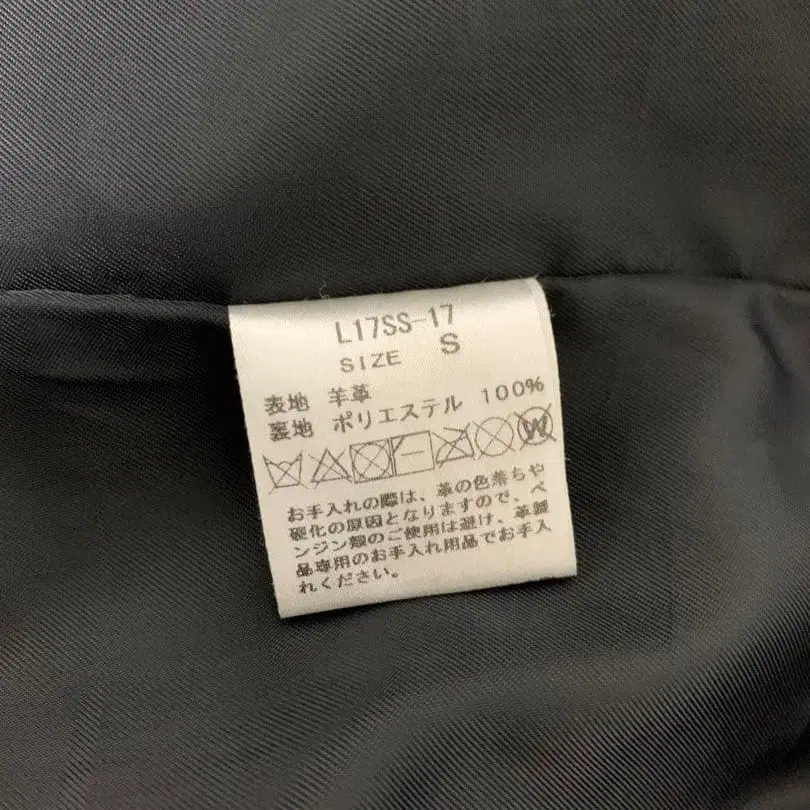 L17SS-17
SIZE S
表地 羊革
裏地 ポリエステル 100%
W
お手入れの際は、革の色落ちや
硬化の原因となりますので、ベ
ンジン類のご使用は避け、革製
品専用のお手入れ用品でお手入
れください。